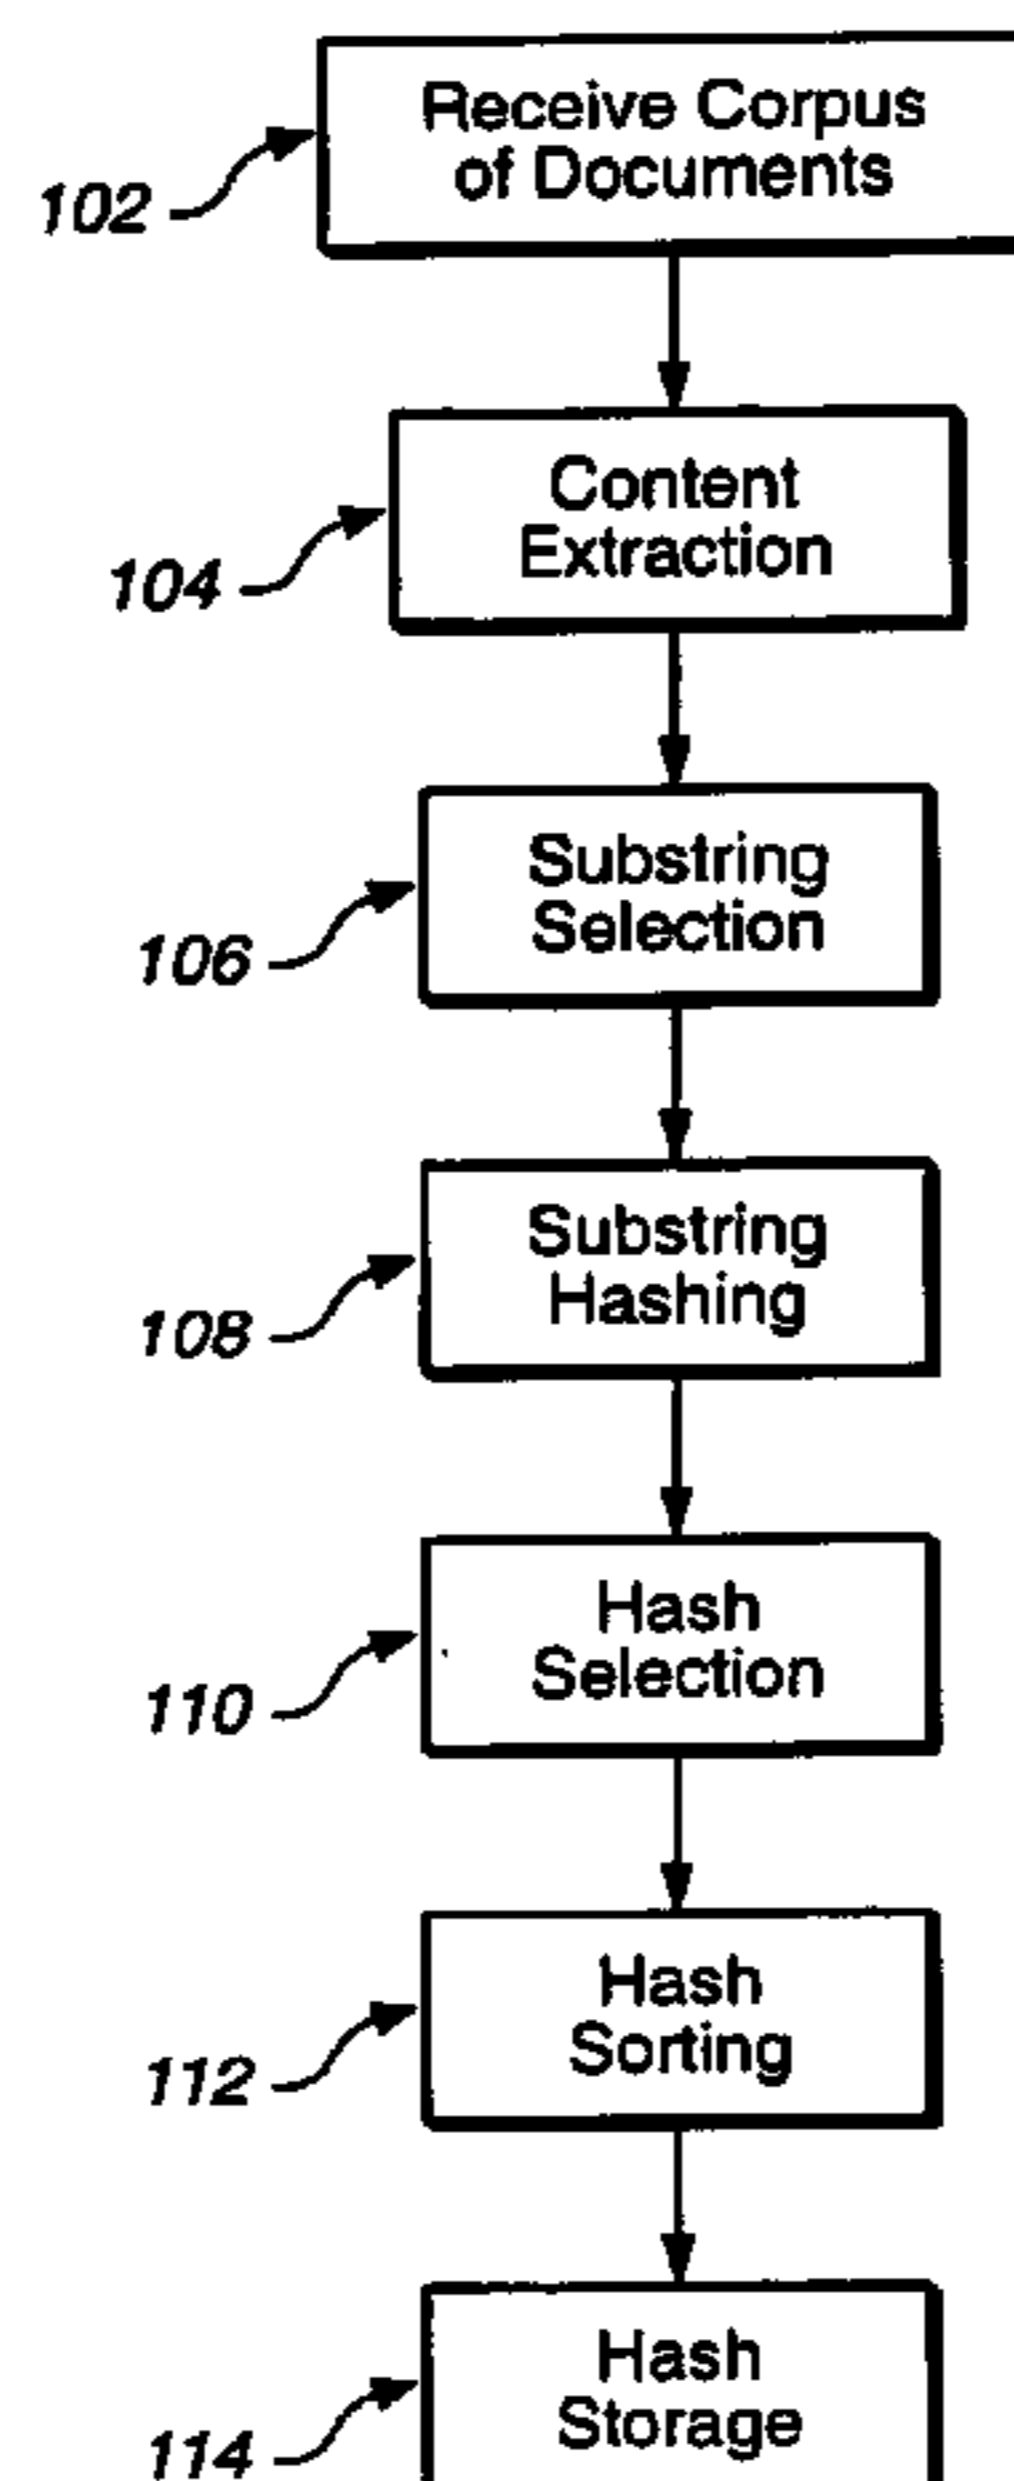 Receive Corpus
of Documents
102
Content
Extraction
104
Substring
Selection
106
Substring
Hashing
108
Hash
Selection
110
Hash
Sorting
112
Hash
Storage
114